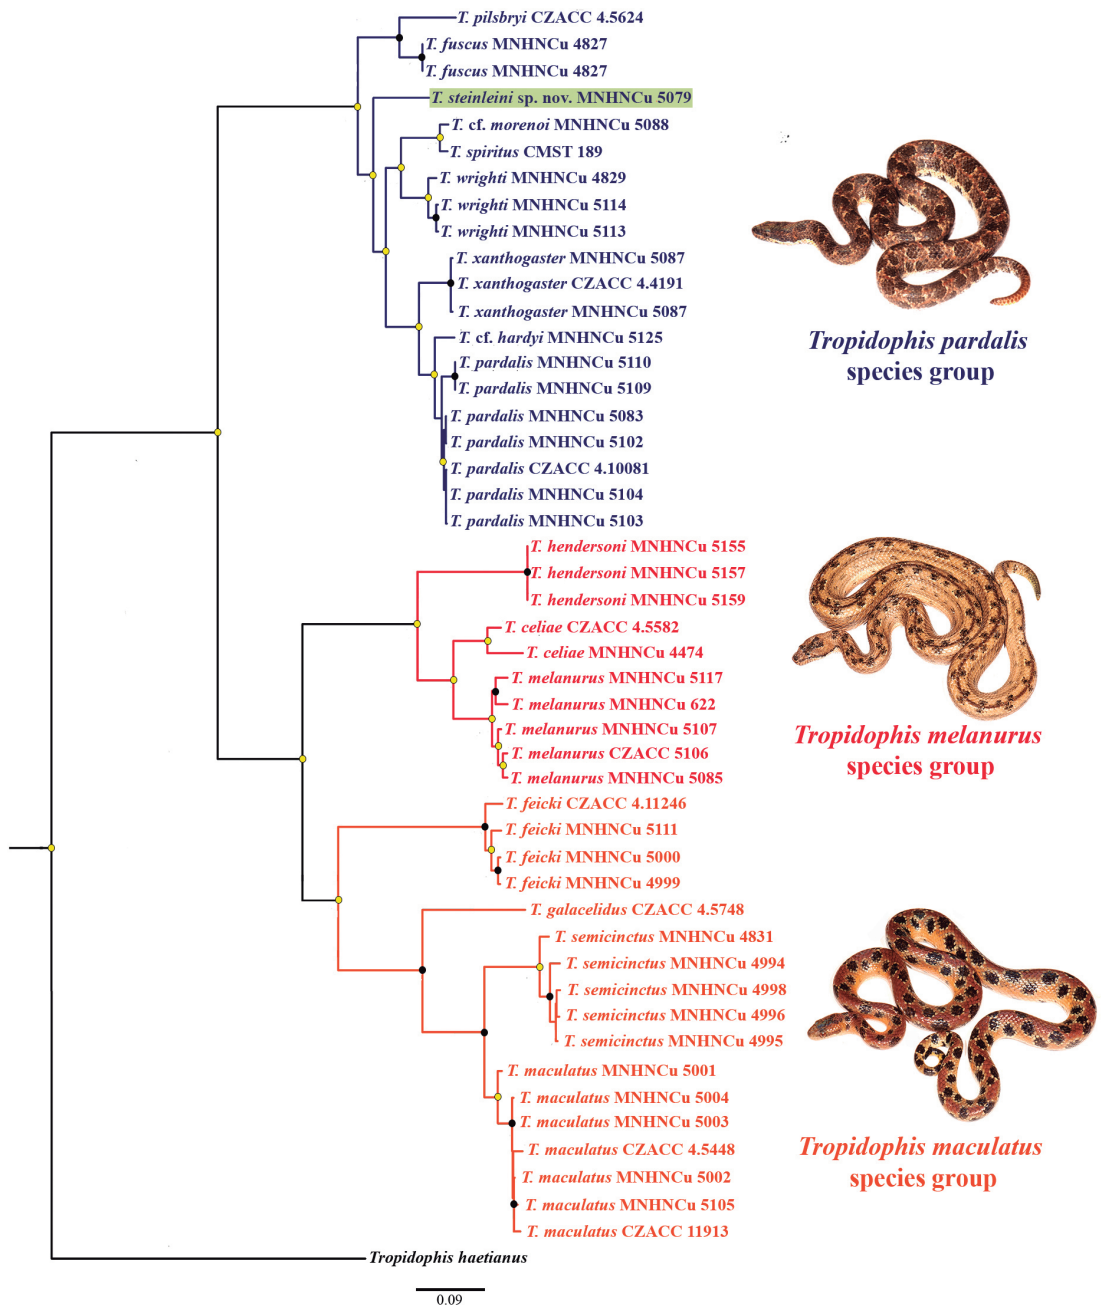 T. pilsbryi CZACC 4.5624
T. fuscus MNHNCu 4827
T. fuscus MNHNCu 4827
T. steinleini sp. nov. MNHNCu 5079
T. cf. morenoi MNHNCu 5088
T. spiritus CMST 189
T. wrighti MNHNCu 4829
T. wrighti MNHNCu 5114
T. wrighti MNHNCu 5113
T. xanthogaster MNHNCu 5087
T. xanthogaster CZACC 4.4191
T. xanthogaster MNHNCu 5087
T. cf. hardyi MNHNCu 5125
T. pardalis MNHNCu 5110
T. pardalis MNHNCu 5109
T. pardalis MNHNCu 5083
T. pardalis MNHNCu 5102
T. pardalis CZACC 4.10081
T. pardalis MNHNCu 5104
T. pardalis MNHNCu 5103
Tropidophis pardalis
species group
T. hendersoni MNHNCu 5155
T. hendersoni MNHNCu 5157
T. hendersoni MNHNCu 5159
T. celiae CZACC 4.5582
T. celiae MNHNCu 4474
T. melanurus MNHNCu 5117
T. melanurus MNHNCu 622
T. melanurus MNHNCu 5107
T. melanurus CZACC 5106
T. melanurus MNHNCu 5085
Tropidophis melanurus
species group
T. feicki CZACC 4.11246
T. feicki MNHNCu 5111
T. feicki MNHNCu 5000
T. feicki MNHNCu 4999
T. galacelidus CZACC 4.5748
T. semicinctus MNHNCu 4831
T. semicinctus MNHNCu 4994
T. semicinctus MNHNCu 4998
T. semicinctus MNHNCu 4996
T. semicinctus MNHNCu 4995
T. maculatus MNHNCu 5001
T. maculatus MNHNCu 5004
T. maculatus MNHNCu 5003
T. maculatus CZACC 4.5448
T. maculatus MNHNCu 5002
T. maculatus MNHNCu 5105
T. maculatus CZACC 11913
Tropidophis maculatus
species group
Tropidophis haetianus
0.09